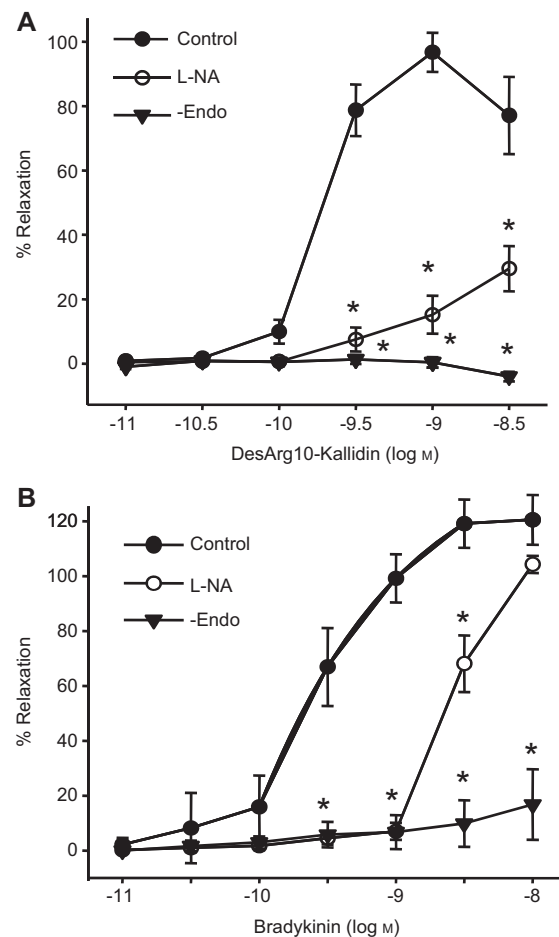 A
Control
L-NA
-Endo
100
80
60
40
20
0
% Relaxation
* * *
* * *
-11 -10.5 -10 -9.5 -9 -8.5
DesArg10-Kallidin (log M)
B
Control
L-NA
-Endo
120
100
80
60
40
20
0
% Relaxation
* * * * *
-11 -10 -9 -8
Bradykinin (log M)